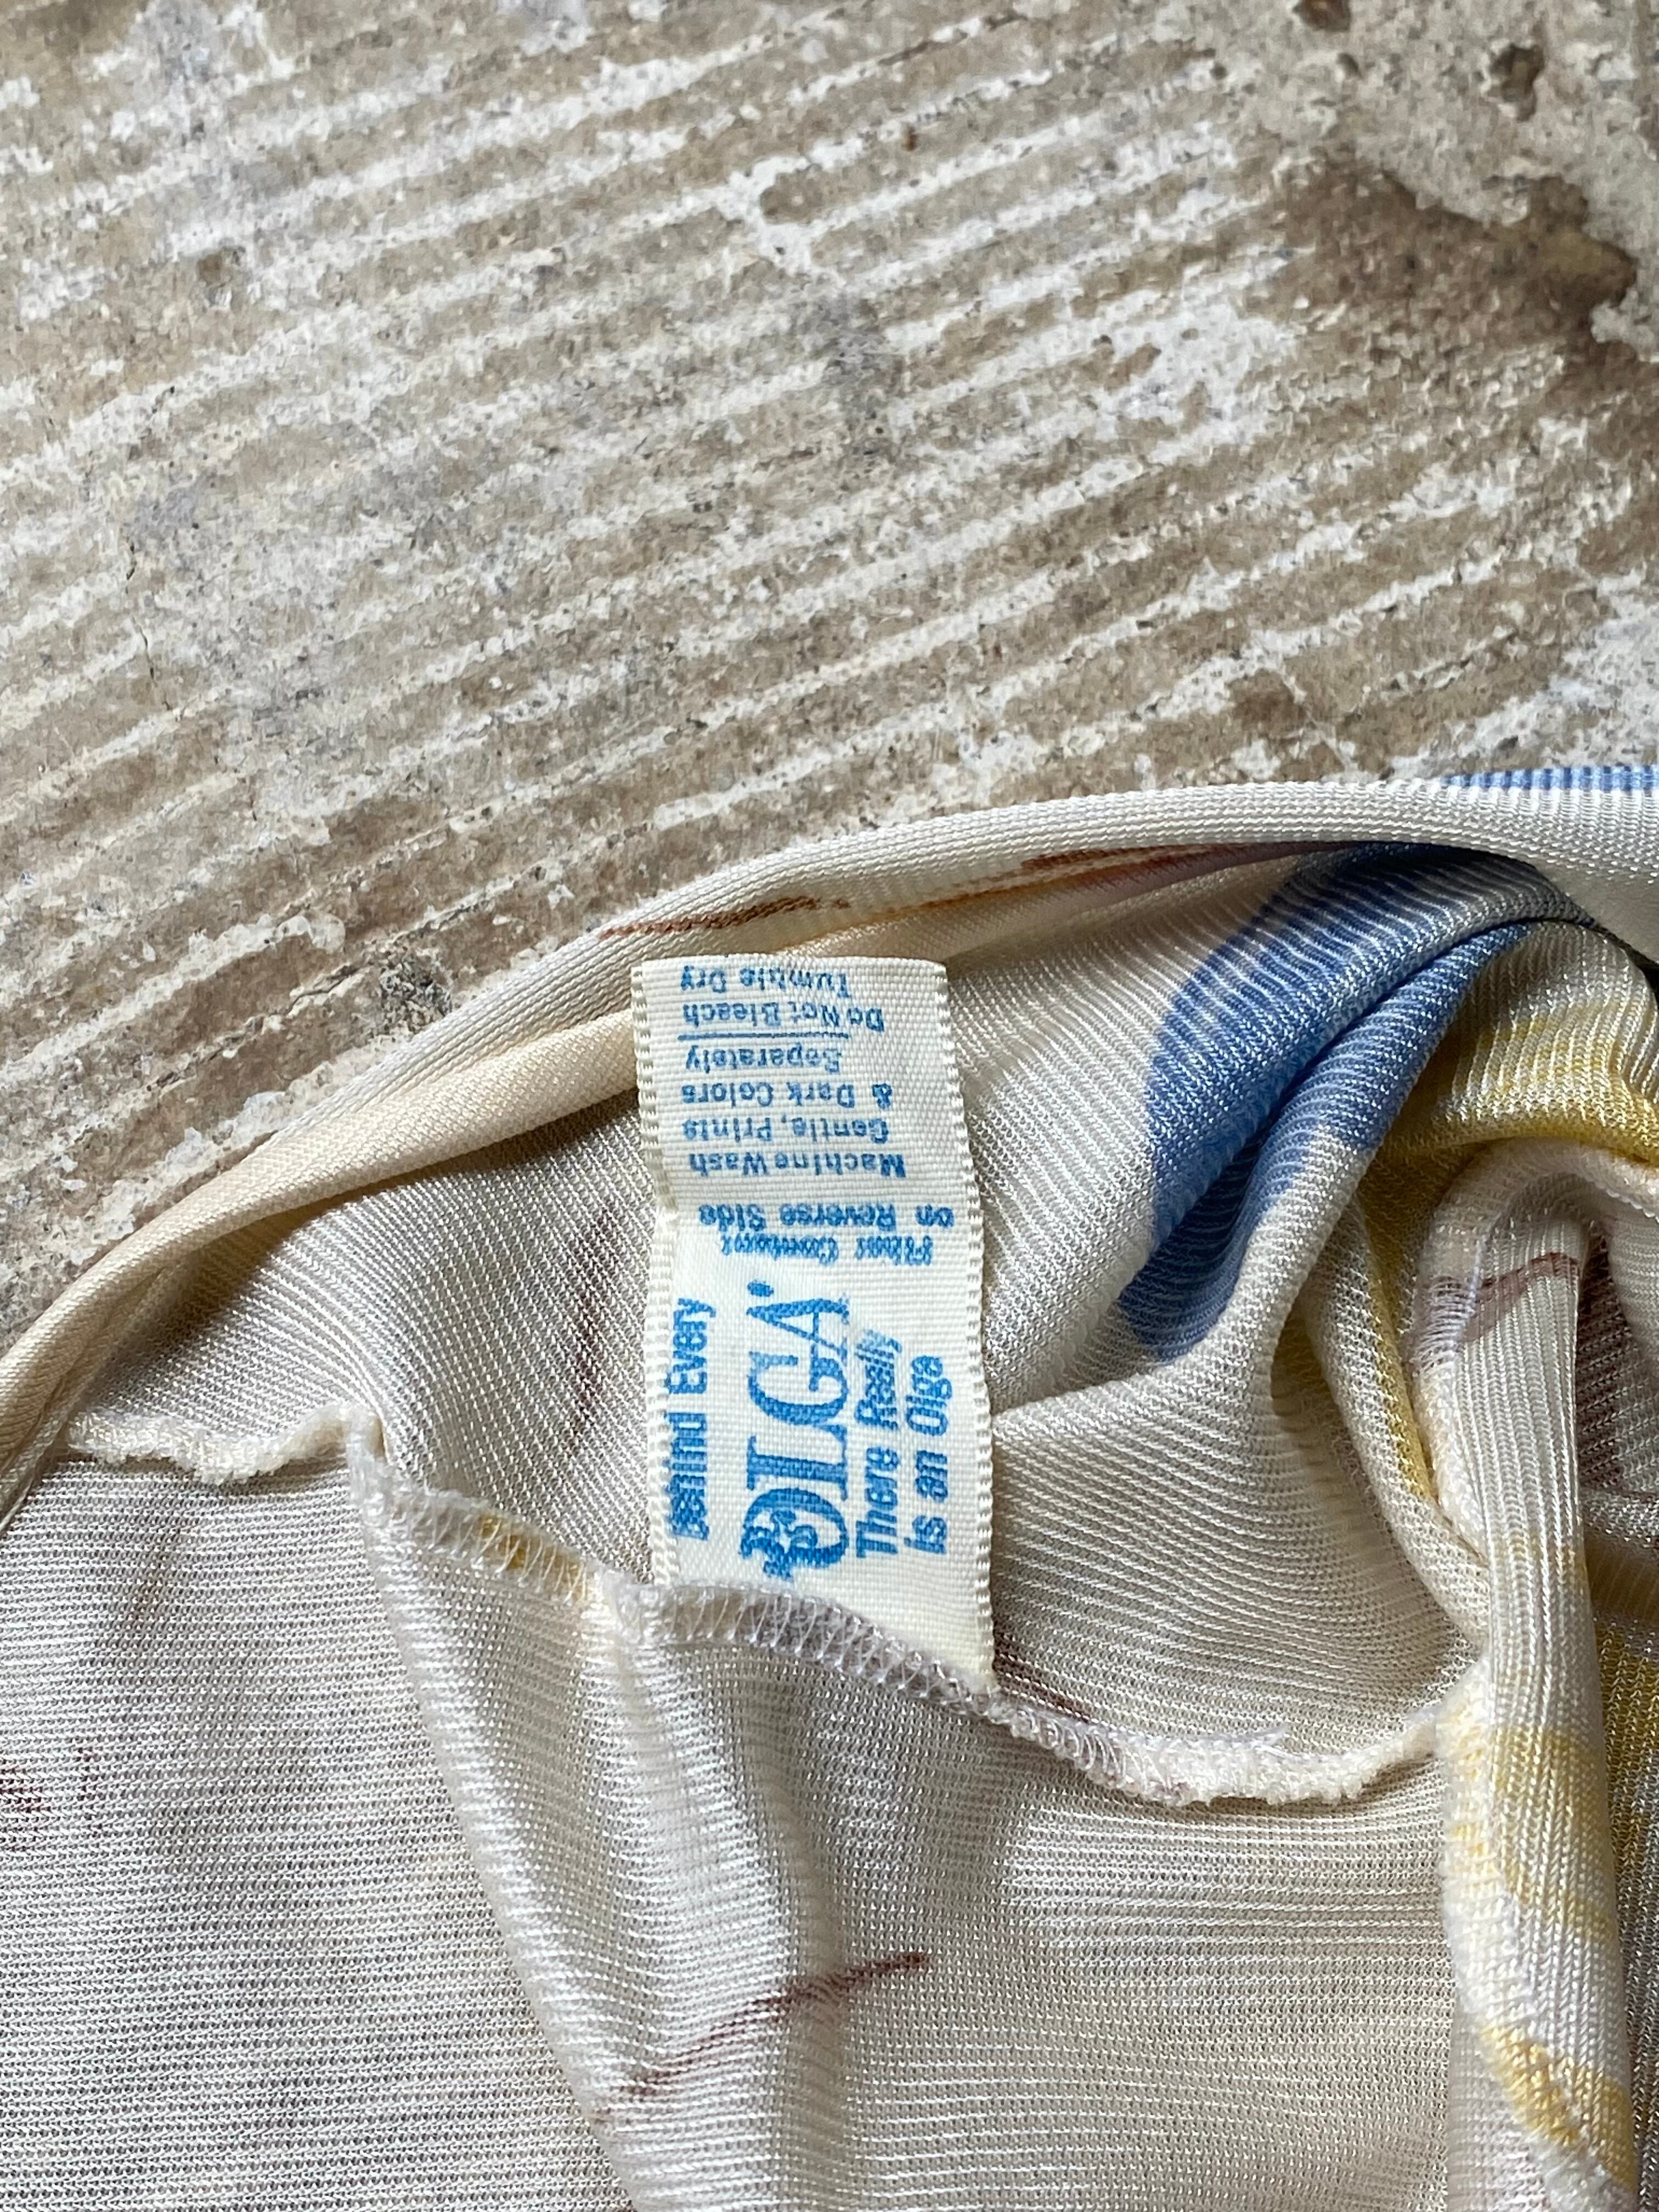 Behind Every
OLGA®
There Really
is an Olga
Fiber Content
on Reverse Side
Machine Wash
Gentle, Prints
& Dark Colors
Separately
Do Not Bleach
Tumble Dry